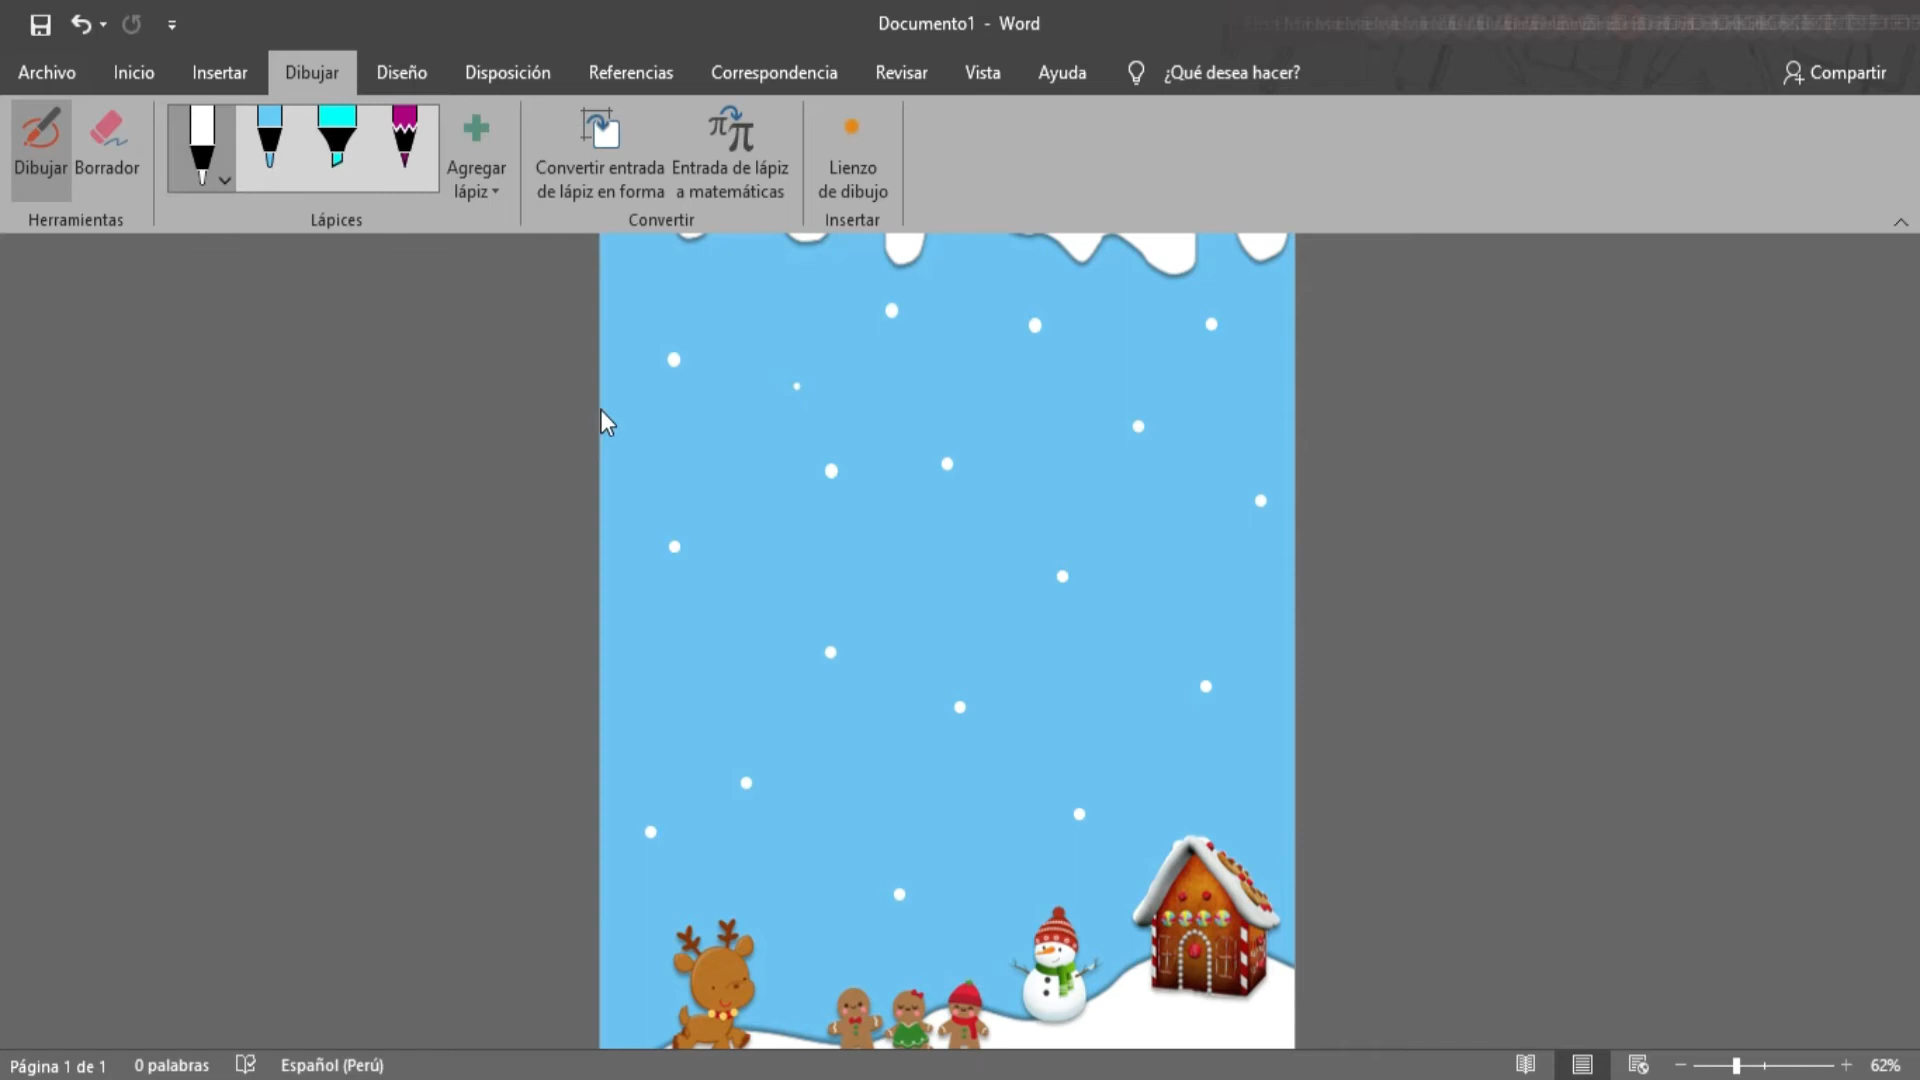 Documento1 - Word
Archivo Inicio Insertar Dibujar Diseño Disposición Referencias Correspondencia Revisar Vista Ayuda ¿Qué desea hacer? Compartir
Dibujar Borrador Agregar lápiz Convertir entrada de lápiz en forma Entrada de lápiz a matemáticas Lienzo de dibujo
Herramientas Lápices Convertir Insertar
Página 1 de 1 0 palabras Español (Perú) 62%